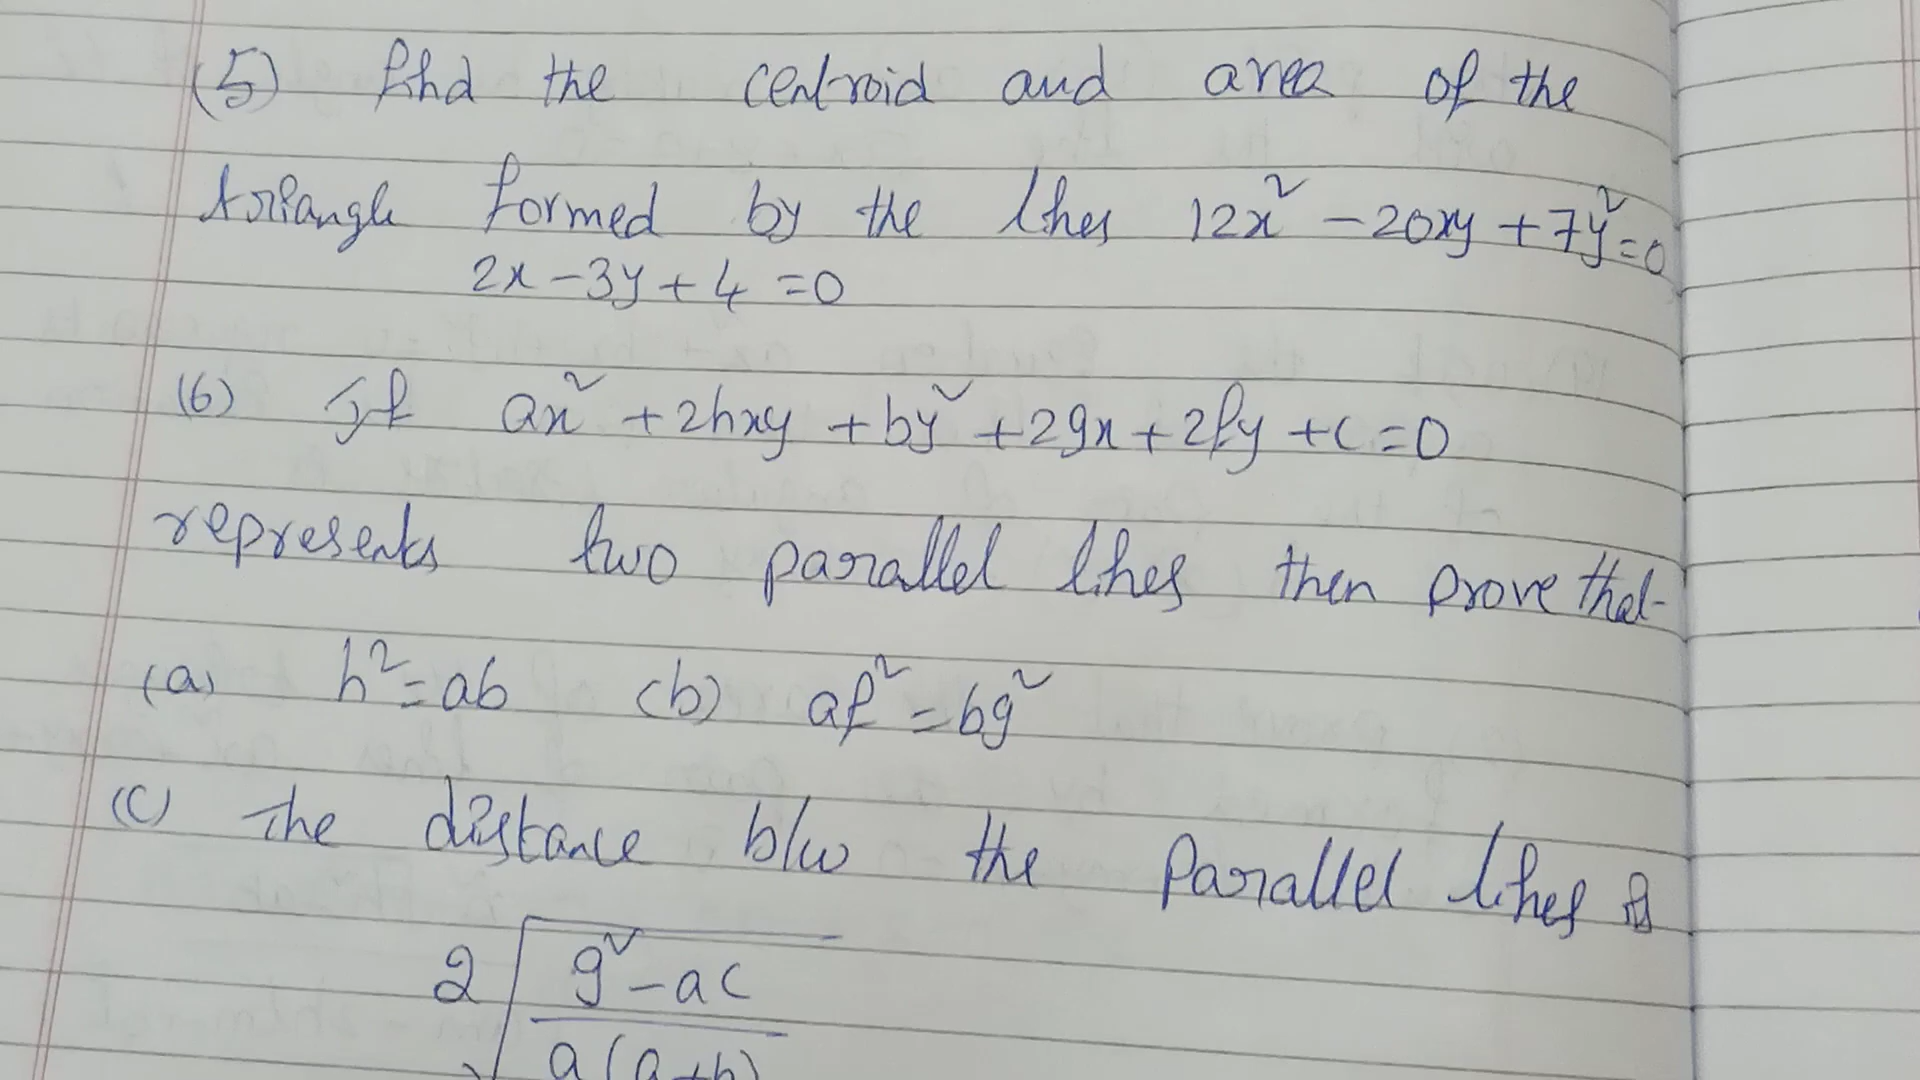 (5) find the centroid and area of the
triangle formed by the lines 12x² - 20xy + 7y² = 0
2x - 3y + 4 = 0
(6) If ax² + 2hxy + by² + 2gx + 2fy + c = 0
represents two parallel lines then prove that
(a) h² = ab (b) af² = bg²
(c) The distance b/w the parallel lines is
2√((g² - ac)/(a(a+b)))